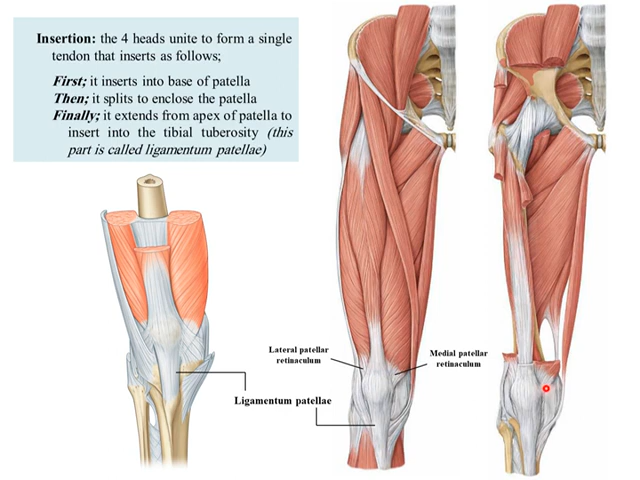 Insertion: the 4 heads unite to form a single
tendon that inserts as follows;
First; it inserts into base of patella
Then; it splits to enclose the patella
Finally; it extends from apex of patella to
insert into the tibial tuberosity (this
part is called ligamentum patellae)
Lateral patellar
retinaculum
Medial patellar
retinaculum
Ligamentum patellae